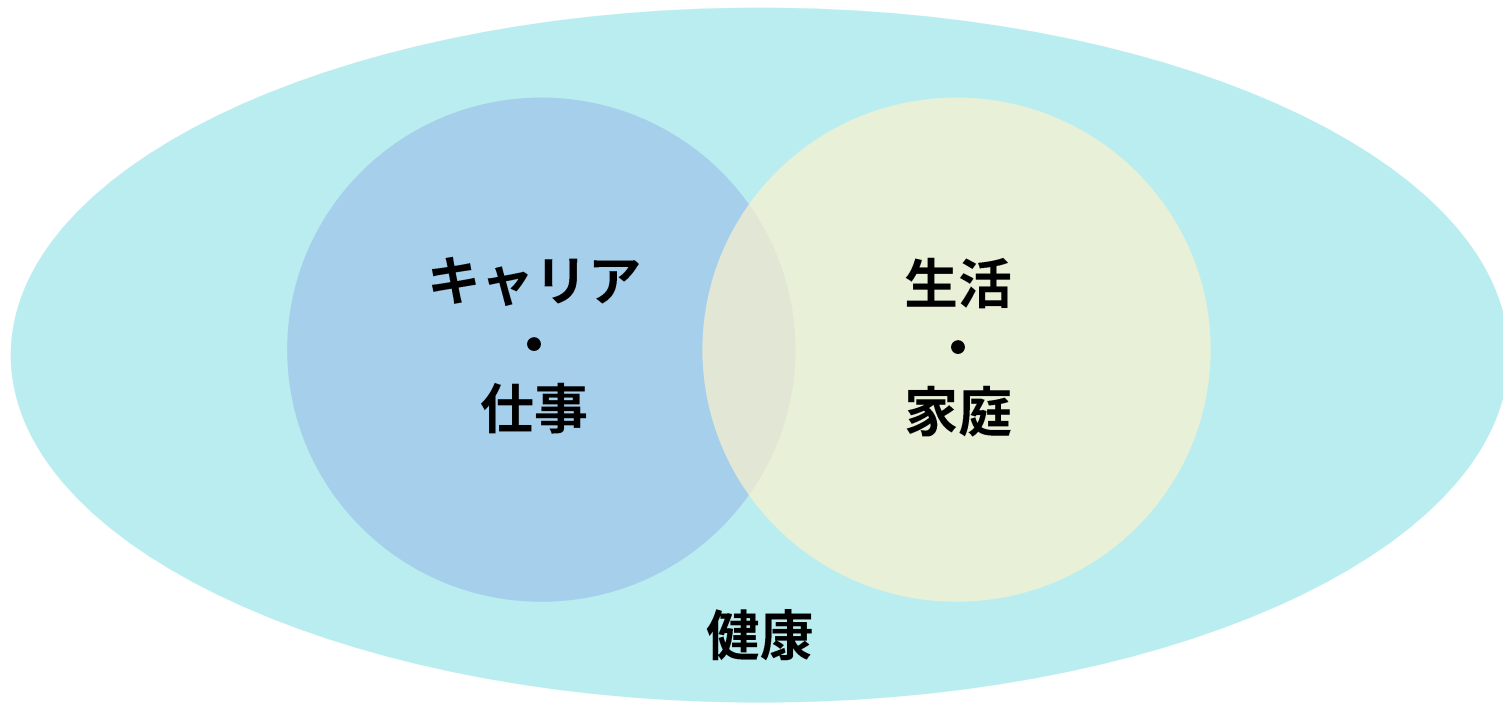 キャリア
・
仕事
生活
・
家庭
健康